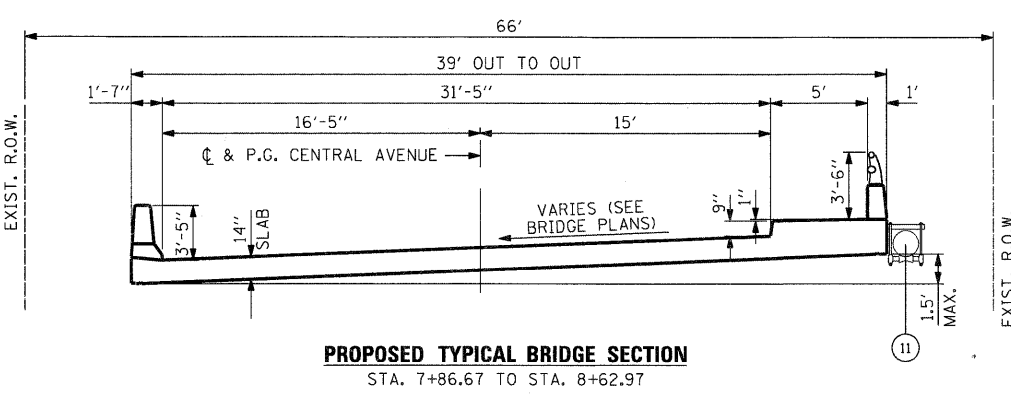 66'
39' OUT TO OUT
1'-7" 31'-5" 5' 1'
16'-5" 15'
℄ & P.G. CENTRAL AVENUE
EXIST. R.O.W.
3'-5"
14"
SLAB
VARIES (SEE
BRIDGE PLANS)
9"
1"
3'-6"
1.5'
MAX.
EXIST R.O.W
11
PROPOSED TYPICAL BRIDGE SECTION
STA. 7+86.67 TO STA. 8+62.97